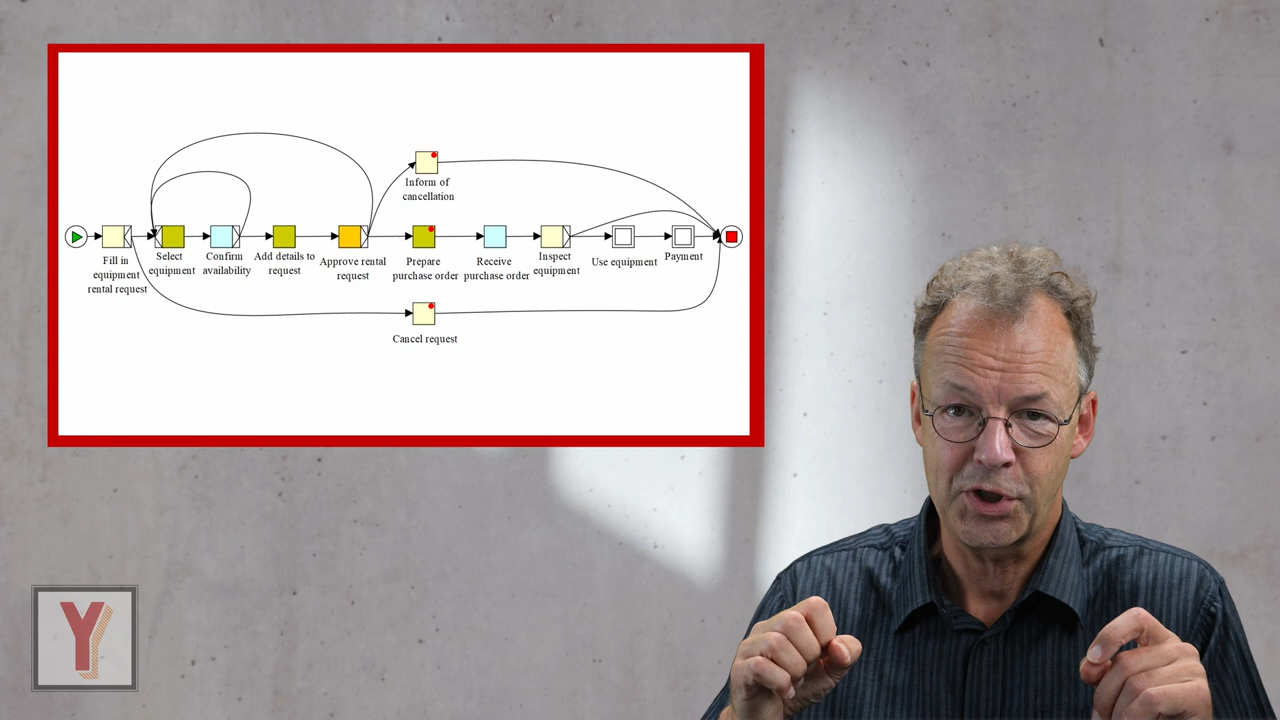 Inform of
cancellation
Fill in
equipment
rental request
Select
equipment
Confirm
availability
Add details to
request
Approve rental
request
Prepare
purchase order
Receive
purchase order
Inspect
equipment
Use equipment
Payment
Cancel request
Y